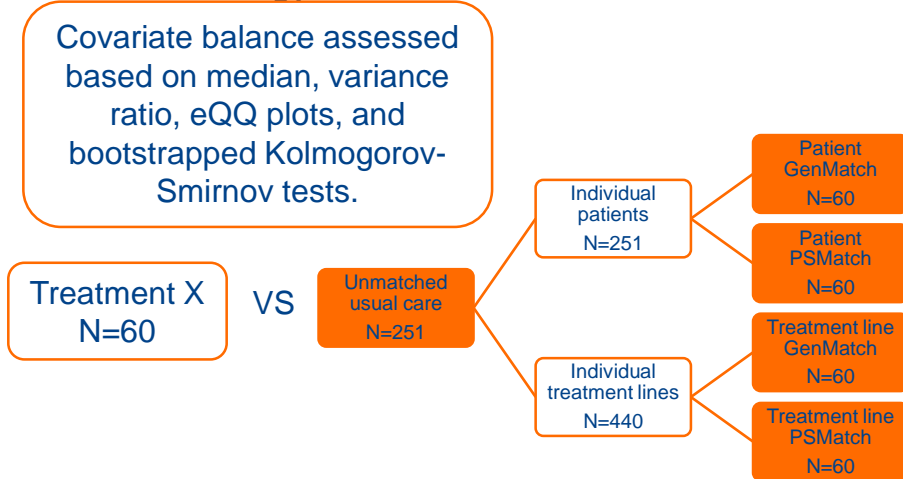 Covariate balance assessed
based on median, variance
ratio, eQQ plots, and
bootstrapped Kolmogorov-
Smirnov tests.
Treatment X
N=60
VS
Unmatched
usual care
N=251
Individual
patients
N=251
Individual
treatment lines
N=440
Patient
GenMatch
N=60
Patient
PSMatch
N=60
Treatment line
GenMatch
N=60
Treatment line
PSMatch
N=60